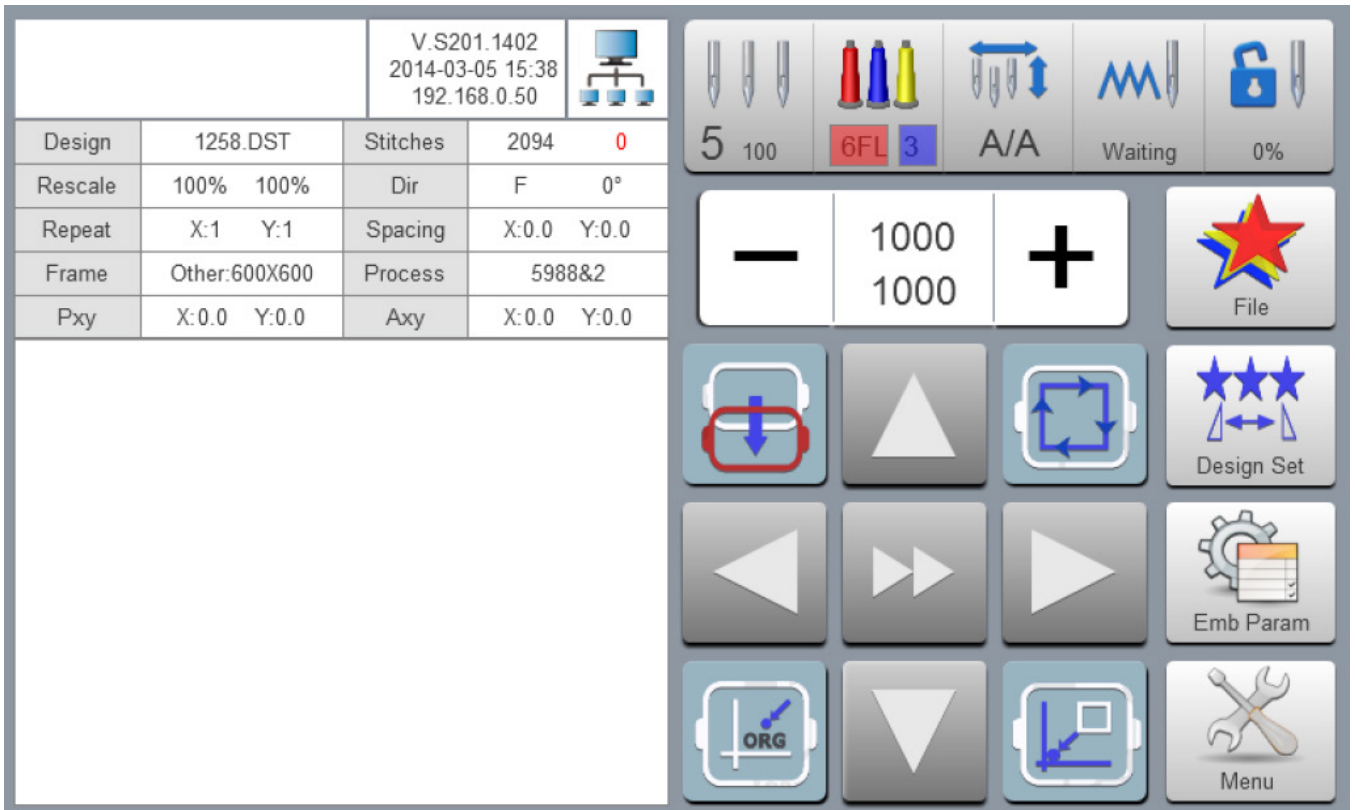 V.S201.1402
2014-03-05 15:38
192.168.0.50
Design 1258.DST Stitches 2094 0
Rescale 100% 100% Dir F 0°
Repeat X:1 Y:1 Spacing X:0.0 Y:0.0
Frame Other:600X600 Process 5988&2
Pxy X:0.0 Y:0.0 Axy X:0.0 Y:0.0
5 100 6FL 3 A/A Waiting 0%
1000
1000
File
Design Set
Emb Param
ORG
Menu